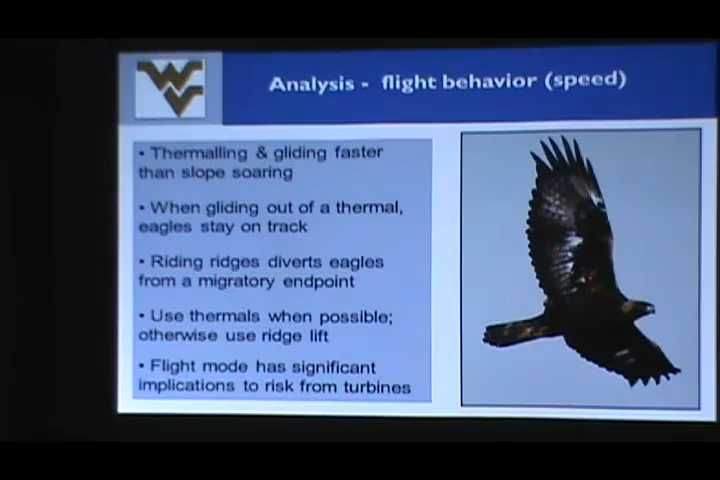 WV
Analysis - flight behavior (speed)
• Thermalling & gliding faster
than slope soaring
• When gliding out of a thermal,
eagles stay on track
• Riding ridges diverts eagles
from a migratory endpoint
• Use thermals when possible;
otherwise use ridge lift
• Flight mode has significant
implications to risk from turbines